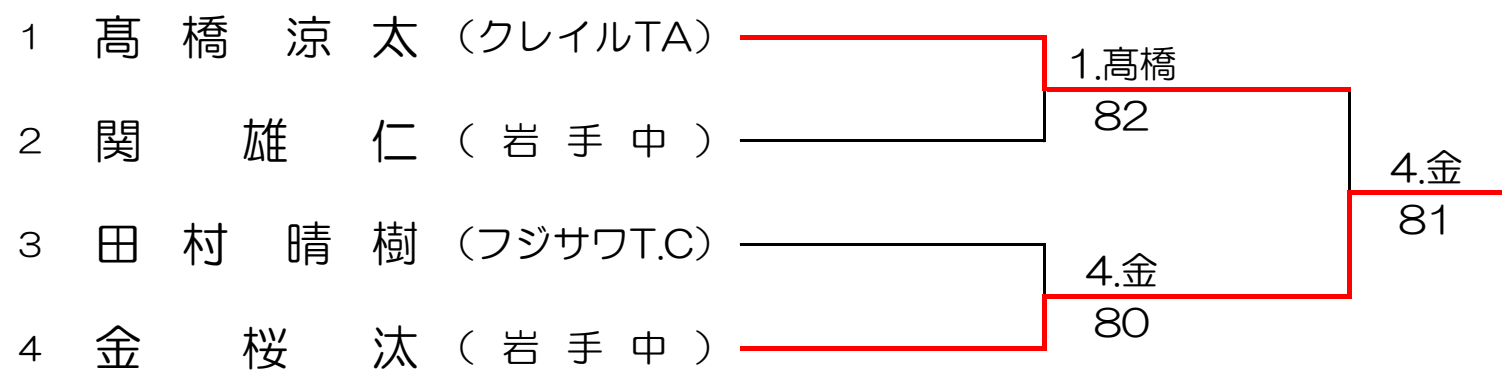 1 髙橋 涼太 (クレイルTA)
1.髙橋
82
2 関 雄仁 (岩手中)
4.金
81
3 田村 晴樹 (フジサワT.C)
4.金
80
4 金 桜汰 (岩手中)